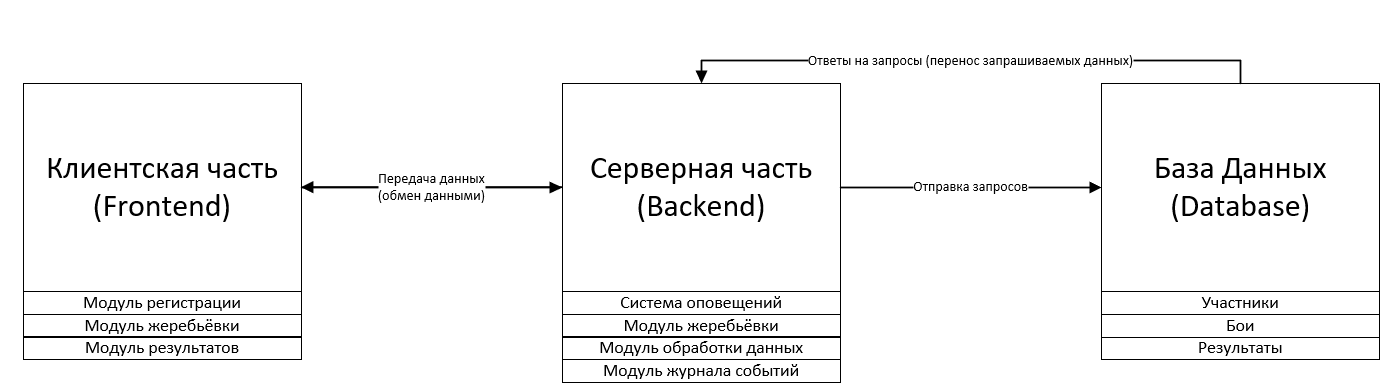 Ответы на запросы (перенос запрашиваемых данных)
Клиентская часть
(Frontend)
Модуль регистрации
Модуль жеребьёвки
Модуль результатов
Передача данных
(обмен данными)
Серверная часть
(Backend)
Система оповещений
Модуль жеребьёвки
Модуль обработки данных
Модуль журнала событий
Отправка запросов
База Данных
(Database)
Участники
Бои
Результаты